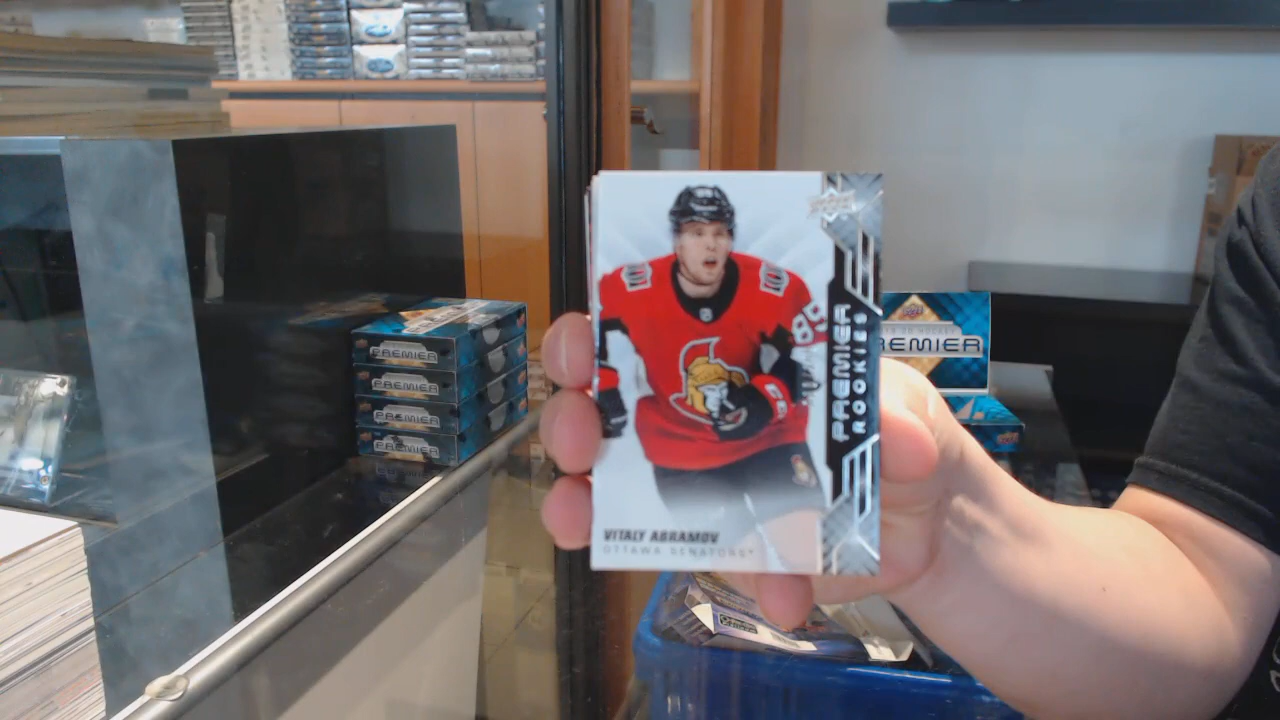 PREMIER
ROOKIES
85
VITALY ABRAMOV
OTTAWA SENATORS
PREMIER
PREMIER
PREMIER
PREMIER
PREMIER